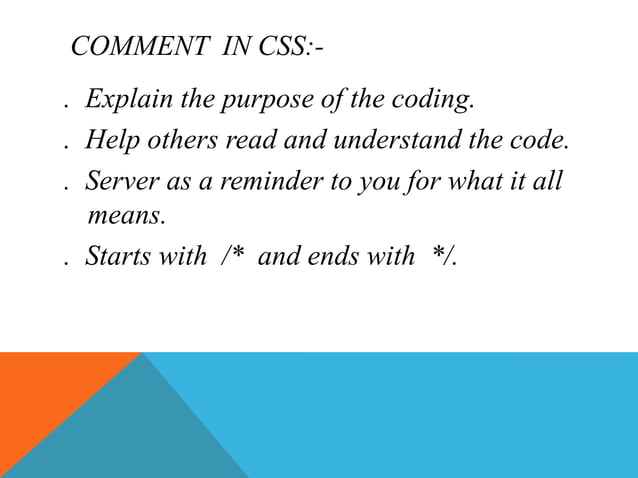 COMMENT  IN CSS:-
. Explain the purpose of the coding.
. Help others read and understand the code.
. Server as a reminder to you for what it all
means.
. Starts with  /*  and ends with  */.